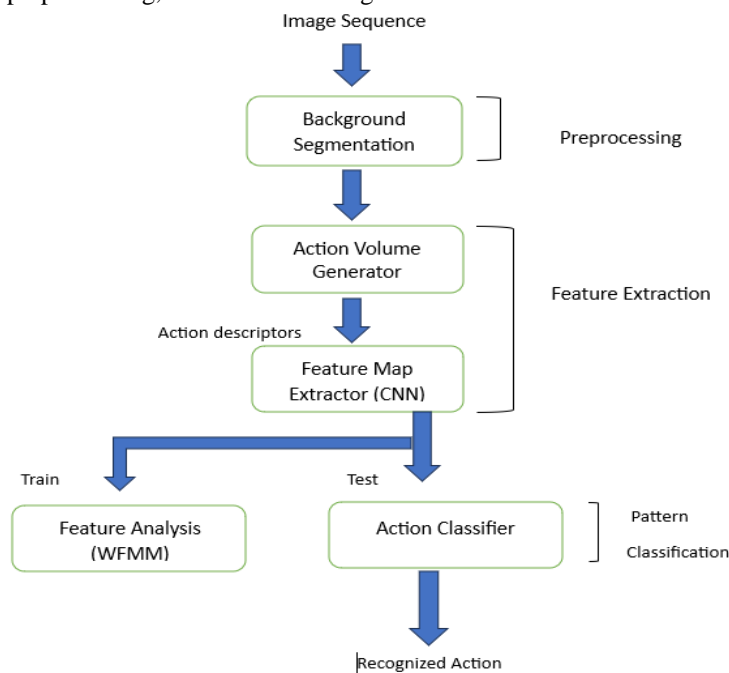 Image Sequence
Background
Segmentation
Preprocessing
Action Volume
Generator
Feature Extraction
Action descriptors
Feature Map
Extractor (CNN)
Train
Test
Feature Analysis
(WFMM)
Action Classifier
Pattern
Classification
Recognized Action